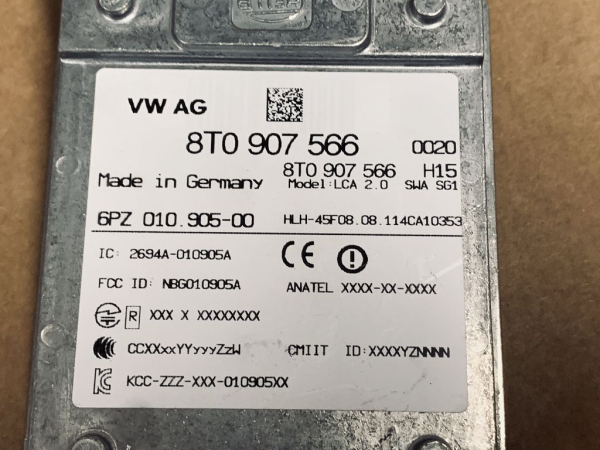 VW AG
8T0 907 566 0020
8T0 907 566 H15
Made in Germany Model:LCA 2.0 SWA SG1
6PZ 010.905-00 HLH-45F08.08.114CA10353
IC: 2694A-010905A
FCC ID: NBG010905A ANATEL XXXX-XX-XXXX
R XXX X XXXXXXXX
CCXXxxYYyyyZzW CMIIT ID:XXXXYZNNNN
KCC-ZZZ-XXX-010905XX